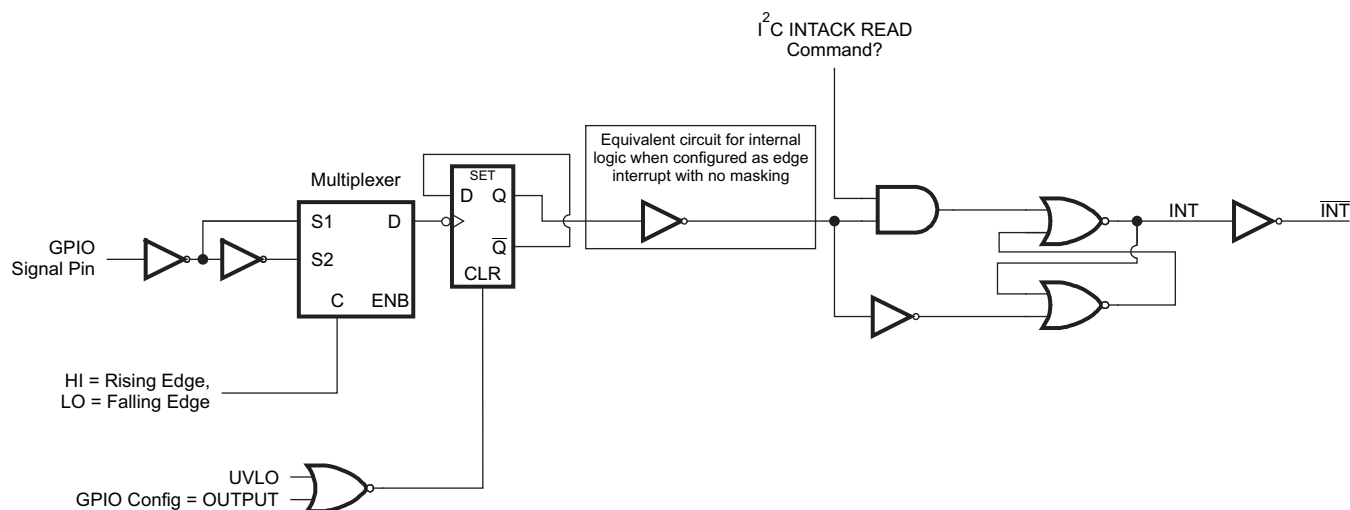 I²C INTACK READ
Command?
Equivalent circuit for internal
logic when configured as edge
interrupt with no masking
Multiplexer
SET
D Q
Q̅
CLR
S1 D
S2
C ENB
GPIO
Signal Pin
INT
I̅N̅T̅
HI = Rising Edge,
LO = Falling Edge
UVLO
GPIO Config = OUTPUT